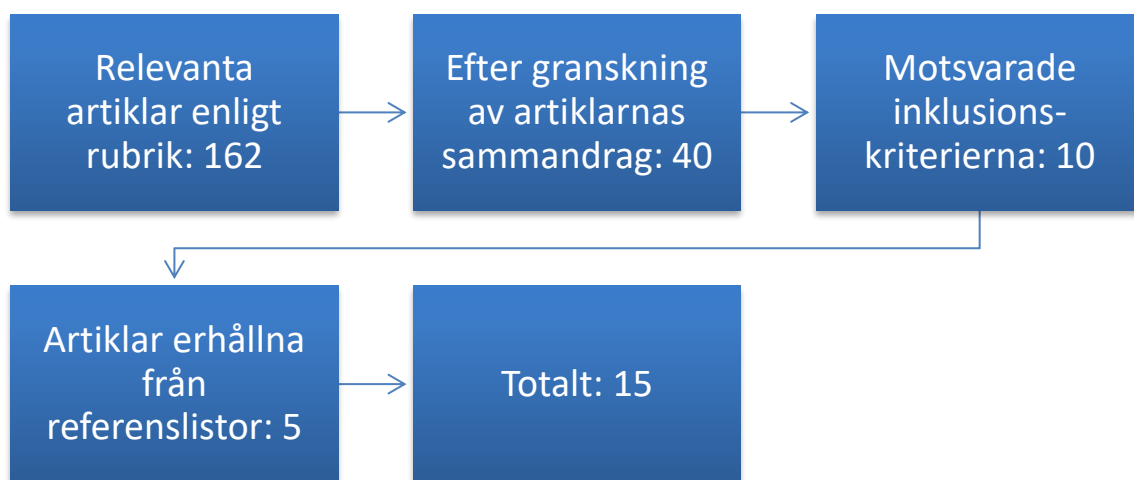 Relevanta
artiklar enligt
rubrik: 162
Efter granskning
av artiklarnas
sammandrag: 40
Motsvarade
inklusions-
kriterierna: 10
Artiklar erhållna
från
referenslistor: 5
Totalt: 15